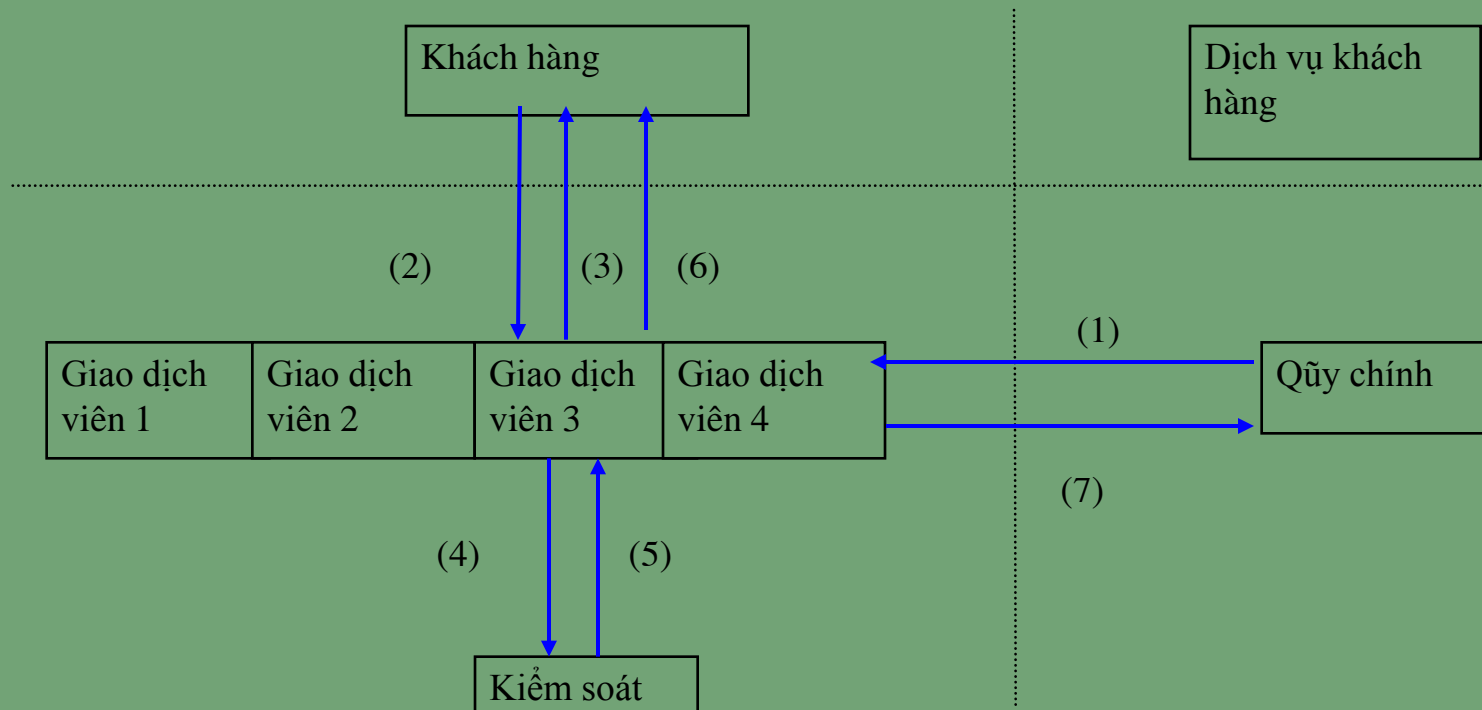 Khách hàng
Dịch vụ khách
hàng
(2)
(3)
(6)
(1)
Giao dịch
viên 1
Giao dịch
viên 2
Giao dịch
viên 3
Giao dịch
viên 4
Qũy chính
(7)
(4)
(5)
Kiểm soát